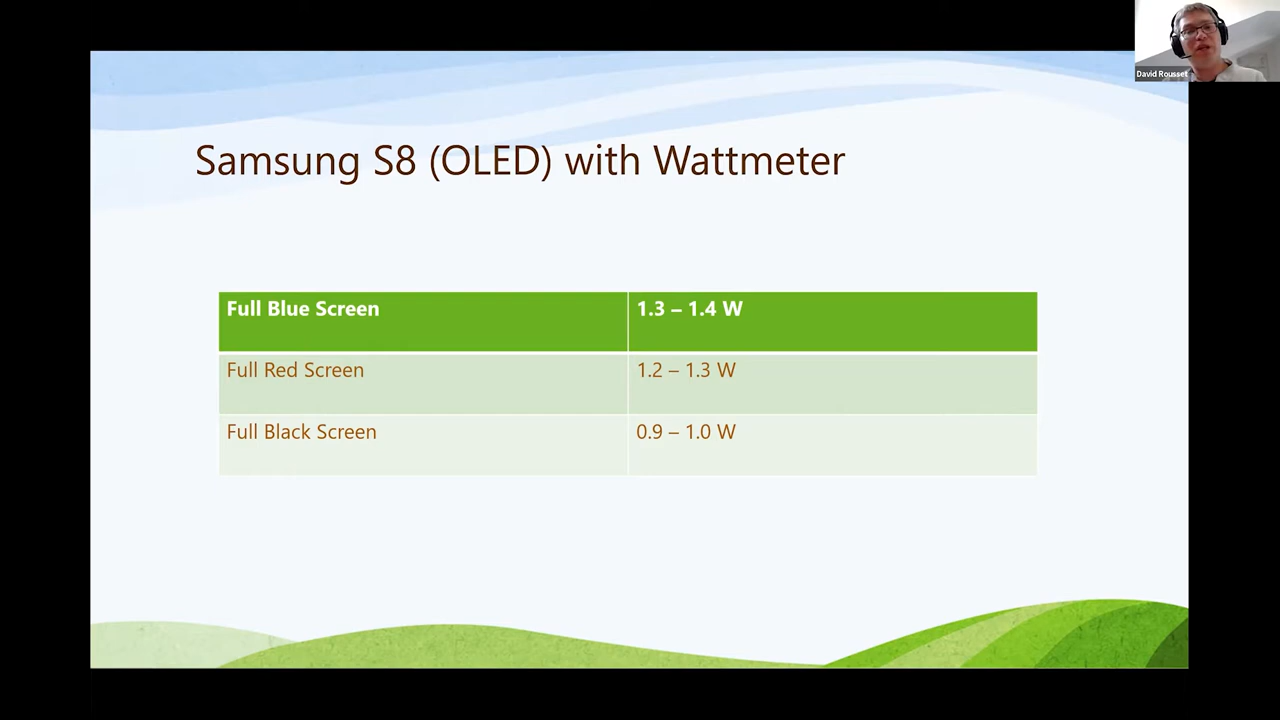 David Rousset
Samsung S8 (OLED) with Wattmeter
Full Blue Screen 1.3 – 1.4 W
Full Red Screen 1.2 – 1.3 W
Full Black Screen 0.9 – 1.0 W